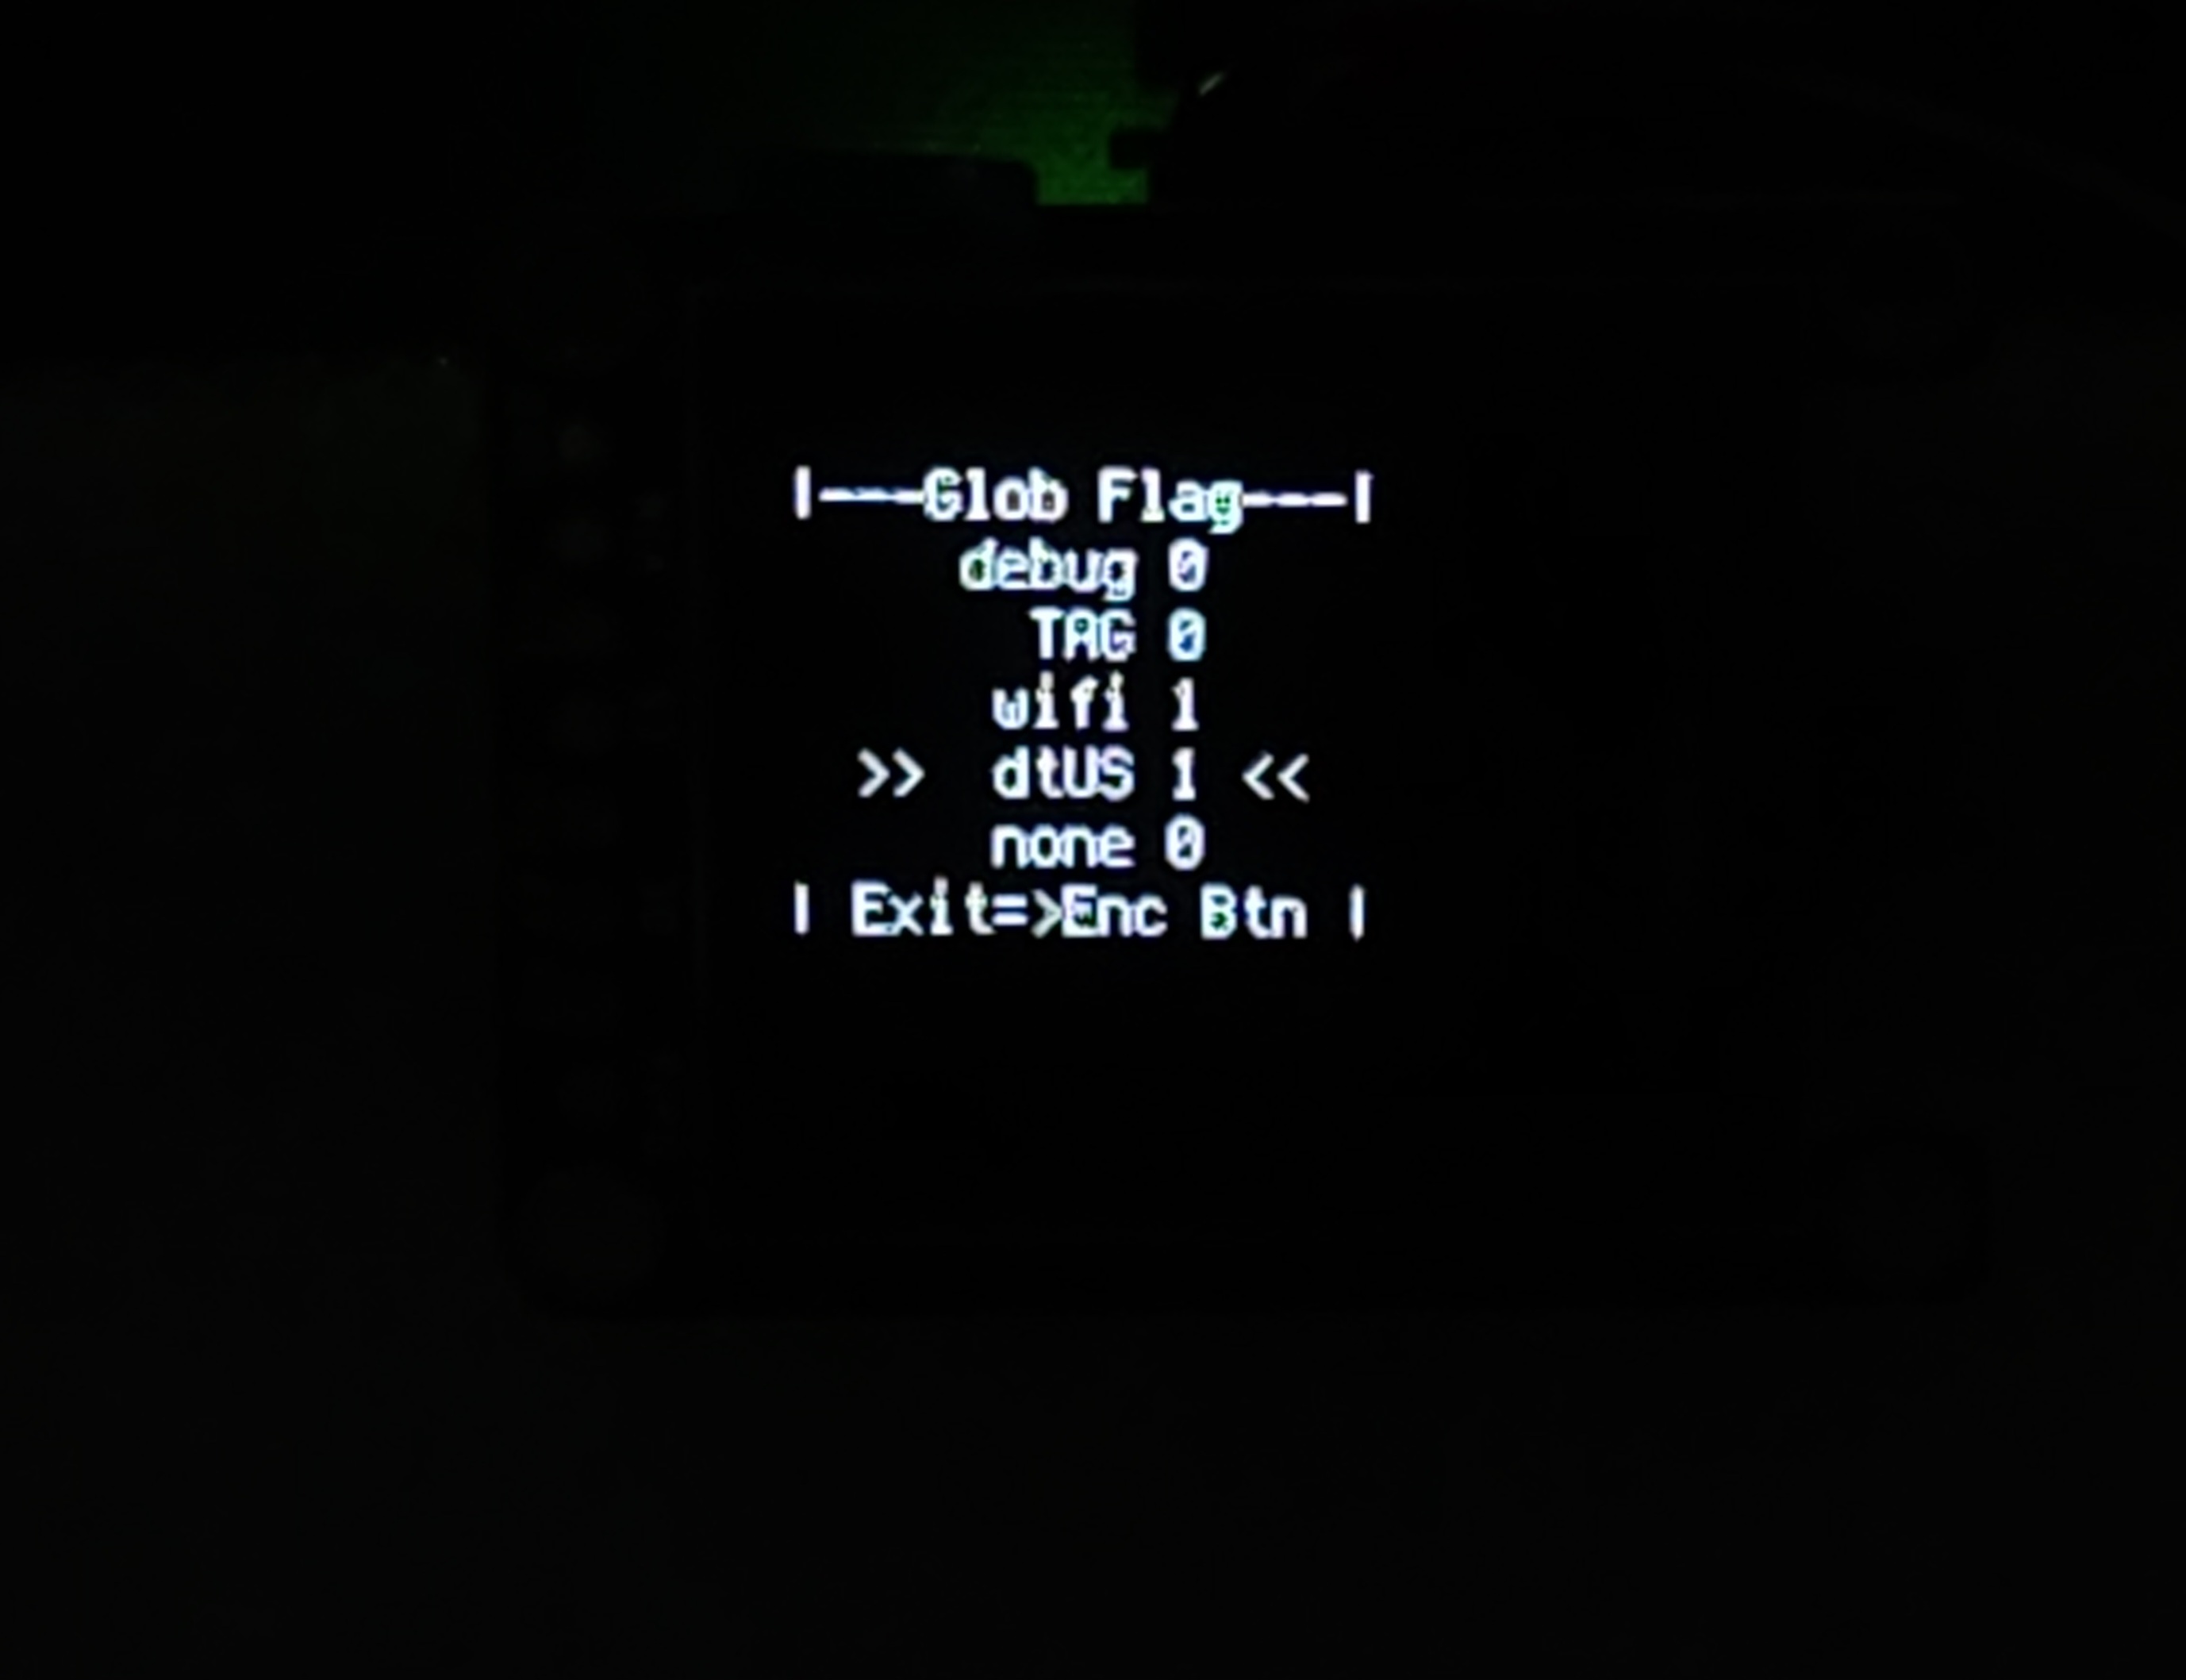 |---Glob Flag---|
debug 0
TAG 0
wifi 1
>> dtUS 1 <<
none 0
| Exit=>Enc Btn |